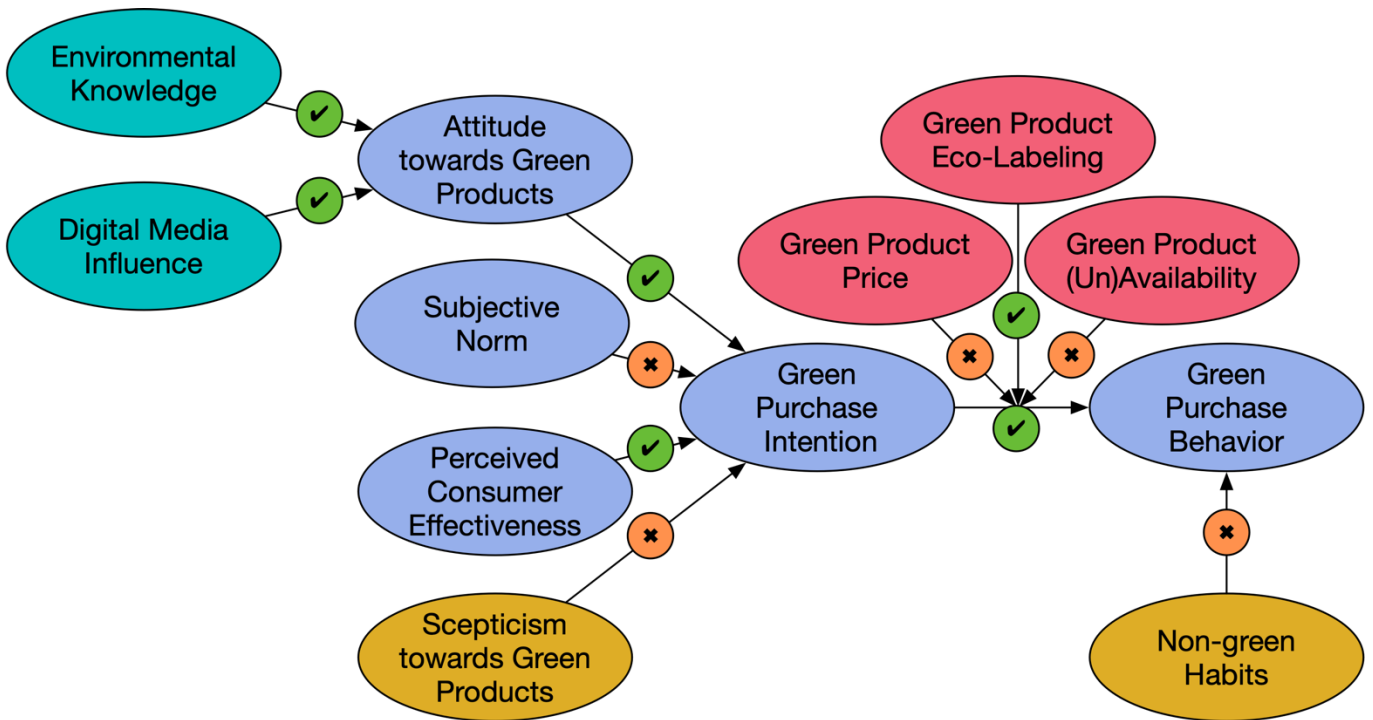 Environmental
Knowledge
Digital Media
Influence
Attitude
towards Green
Products
Subjective
Norm
Perceived
Consumer
Effectiveness
Scepticism
towards Green
Products
Green
Purchase
Intention
Green Product
Eco-Labeling
Green Product
Price
Green Product
(Un)Availability
Green
Purchase
Behavior
Non-green
Habits